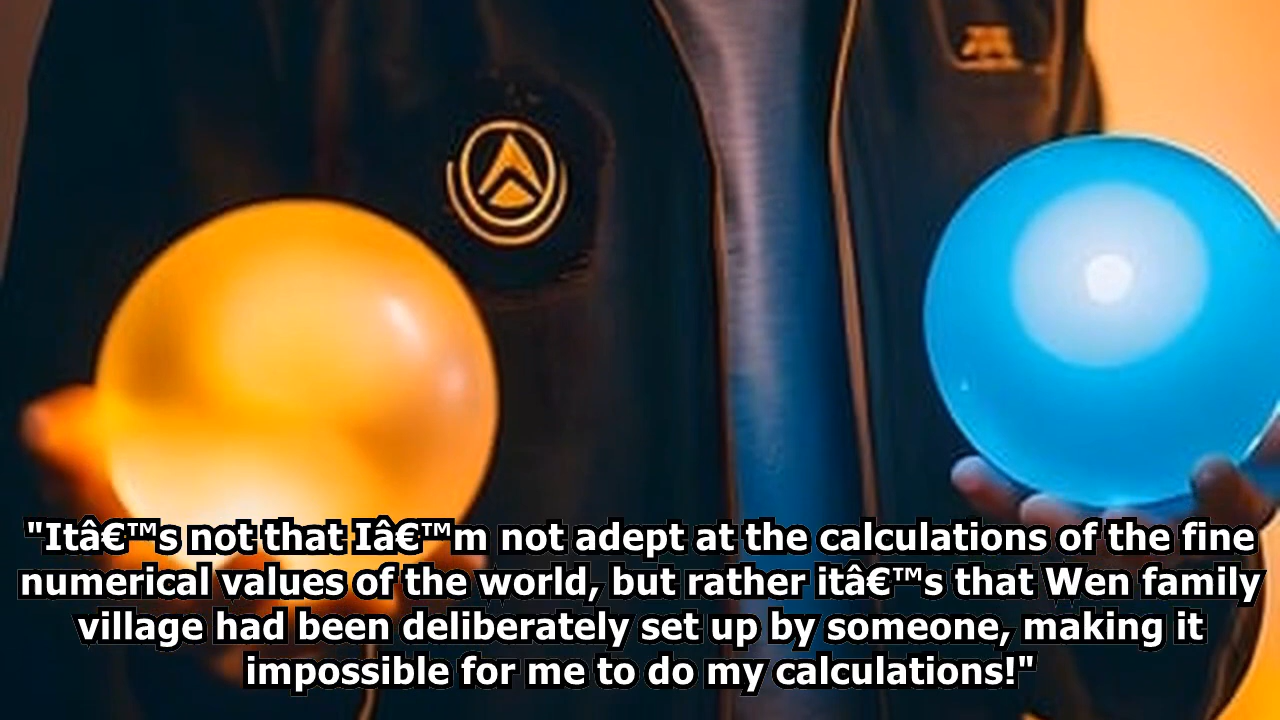 "Itâ€™s not that Iâ€™m not adept at the calculations of the fine
numerical values of the world, but rather itâ€™s that Wen family
village had been deliberately set up by someone, making it
impossible for me to do my calculations!"